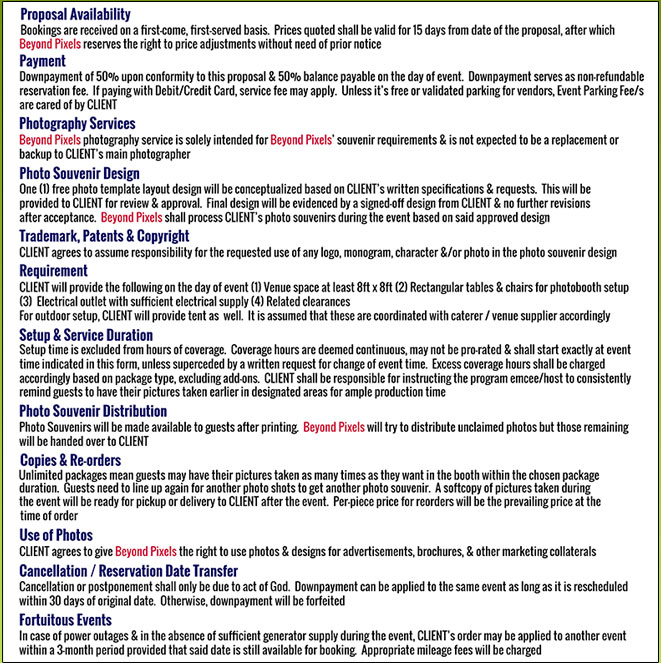 Proposal Availability
Bookings are received on a first-come, first-served basis. Prices quoted shall be valid for 15 days from date of the proposal, after which
Beyond Pixels reserves the right to price adjustments without need of prior notice
Payment
Downpayment of 50% upon conformity to this proposal & 50% balance payable on the day of event. Downpayment serves as non-refundable
reservation fee. If paying with Debit/Credit Card, service fee may apply. Unless it's free or validated parking for vendors, Event Parking Fee/s
are cared of by CLIENT
Photography Services
Beyond Pixels photography service is solely intended for Beyond Pixels' souvenir requirements & is not expected to be a replacement or
backup to CLIENT's main photographer
Photo Souvenir Design
One (1) free photo template layout design will be conceptualized based on CLIENT's written specifications & requests. This will be
provided to CLIENT for review & approval. Final design will be evidenced by a signed-off design from CLIENT & no further revisions
after acceptance. Beyond Pixels shall process CLIENT's photo souvenirs during the event based on said approved design
Trademark, Patents & Copyright
CLIENT agrees to assume responsibility for the requested use of any logo, monogram, character &/or photo in the photo souvenir design
Requirement
CLIENT will provide the following on the day of event (1) Venue space at least 8ft x 8ft (2) Rectangular tables & chairs for photobooth setup
(3) Electrical outlet with sufficient electrical supply (4) Related clearances
For outdoor setup, CLIENT will provide tent as well. It is assumed that these are coordinated with caterer / venue supplier accordingly
Setup & Service Duration
Setup time is excluded from hours of coverage. Coverage hours are deemed continuous, may not be pro-rated & shall start exactly at event
time indicated in this form, unless superceded by a written request for change of event time. Excess coverage hours shall be charged
accordingly based on package type, excluding add-ons. CLIENT shall be responsible for instructing the program emcee/host to consistently
remind guests to have their pictures taken earlier in designated areas for ample production time
Photo Souvenir Distribution
Photo Souvenirs will be made available to guests after printing. Beyond Pixels will try to distribute unclaimed photos but those remaining
will be handed over to CLIENT
Copies & Re-orders
Unlimited packages mean guests may have their pictures taken as many times as they want in the booth within the chosen package
duration. Guests need to line up again for another photo shots to get another photo souvenir. A softcopy of pictures taken during
the event will be ready for pickup or delivery to CLIENT after the event. Per-piece price for reorders will be the prevailing price at the
time of order
Use of Photos
CLIENT agrees to give Beyond Pixels the right to use photos & designs for advertisements, brochures, & other marketing collaterals
Cancellation / Reservation Date Transfer
Cancellation or postponement shall only be due to act of God. Downpayment can be applied to the same event as long as it is rescheduled
within 30 days of original date. Otherwise, downpayment will be forfeited
Fortuitous Events
In case of power outages & in the absence of sufficient generator supply during the event, CLIENT's order may be applied to another event
within a 3-month period provided that said date is still available for booking. Appropriate mileage fees will be charged